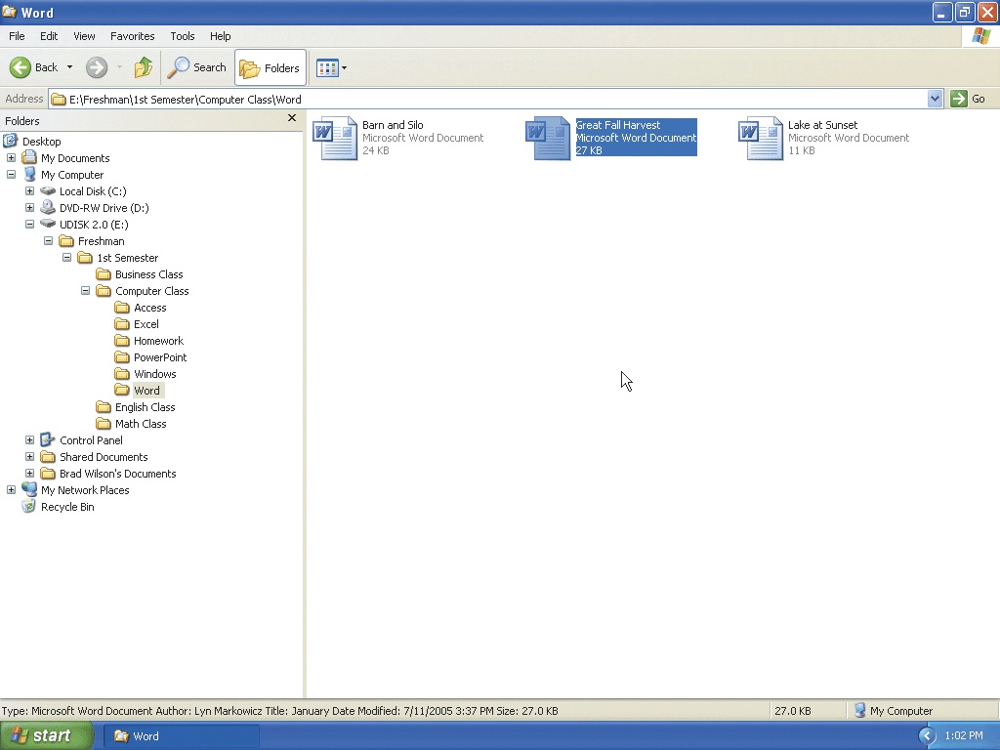 Word
File Edit View Favorites Tools Help
Back Search Folders
Address E:\Freshman\1st Semester\Computer Class\Word Go
Folders
Desktop
My Documents
My Computer
Local Disk (C:)
DVD-RW Drive (D:)
UDISK 2.0 (E:)
Freshman
1st Semester
Business Class
Computer Class
Access
Excel
Homework
PowerPoint
Windows
Word
English Class
Math Class
Control Panel
Shared Documents
Brad Wilson's Documents
My Network Places
Recycle Bin
Barn and Silo
Microsoft Word Document
24 KB
Great Fall Harvest
Microsoft Word Document
27 KB
Lake at Sunset
Microsoft Word Document
11 KB
Type: Microsoft Word Document Author: Lyn Markowicz Title: January Date Modified: 7/11/2005 3:37 PM Size: 27.0 KB 27.0 KB My Computer
start Word 1:02 PM